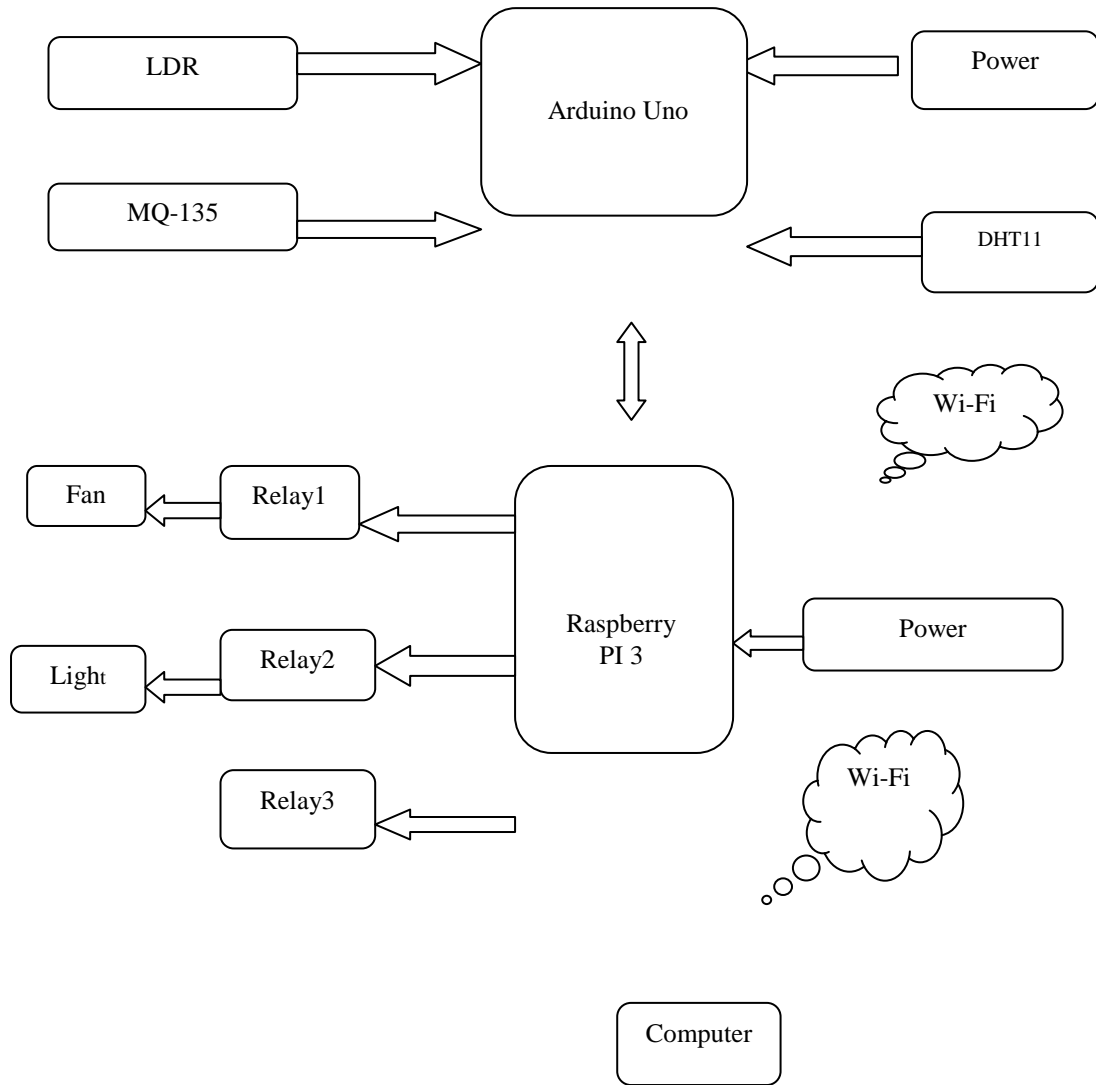 LDR
Power
Arduino Uno
MQ-135
DHT11
Wi-Fi
Fan
Relay1
Raspberry
PI 3
Power
Relay2
Light
Wi-Fi
Relay3
Computer